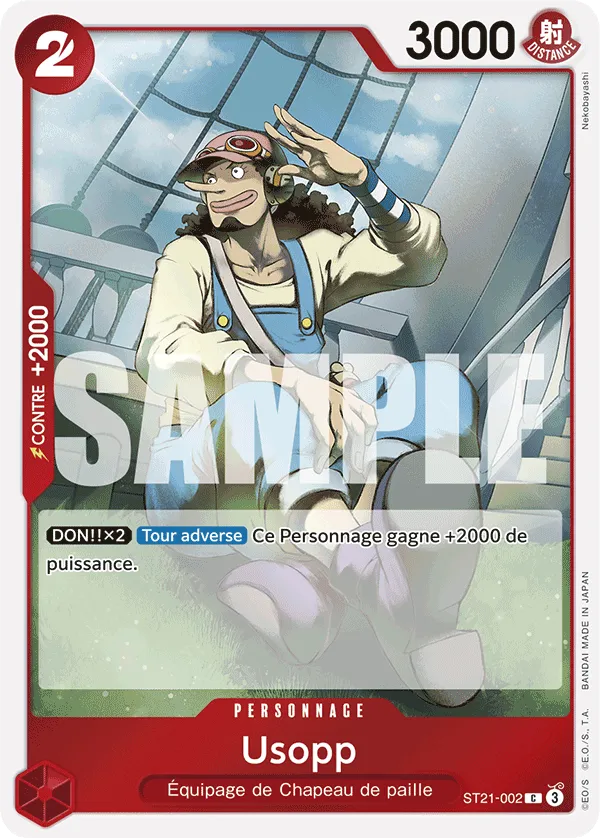 2
3000
射
DISTANCE
Nekobayashi
CONTRE +2000
SAMPLE
DON!!×2 Tour adverse Ce Personnage gagne +2000 de
puissance.
PERSONNAGE
Usopp
Équipage de Chapeau de paille
ST21-002 C 3
©E.O/S ©E.O./S., T.A. BANDAI MADE IN JAPAN